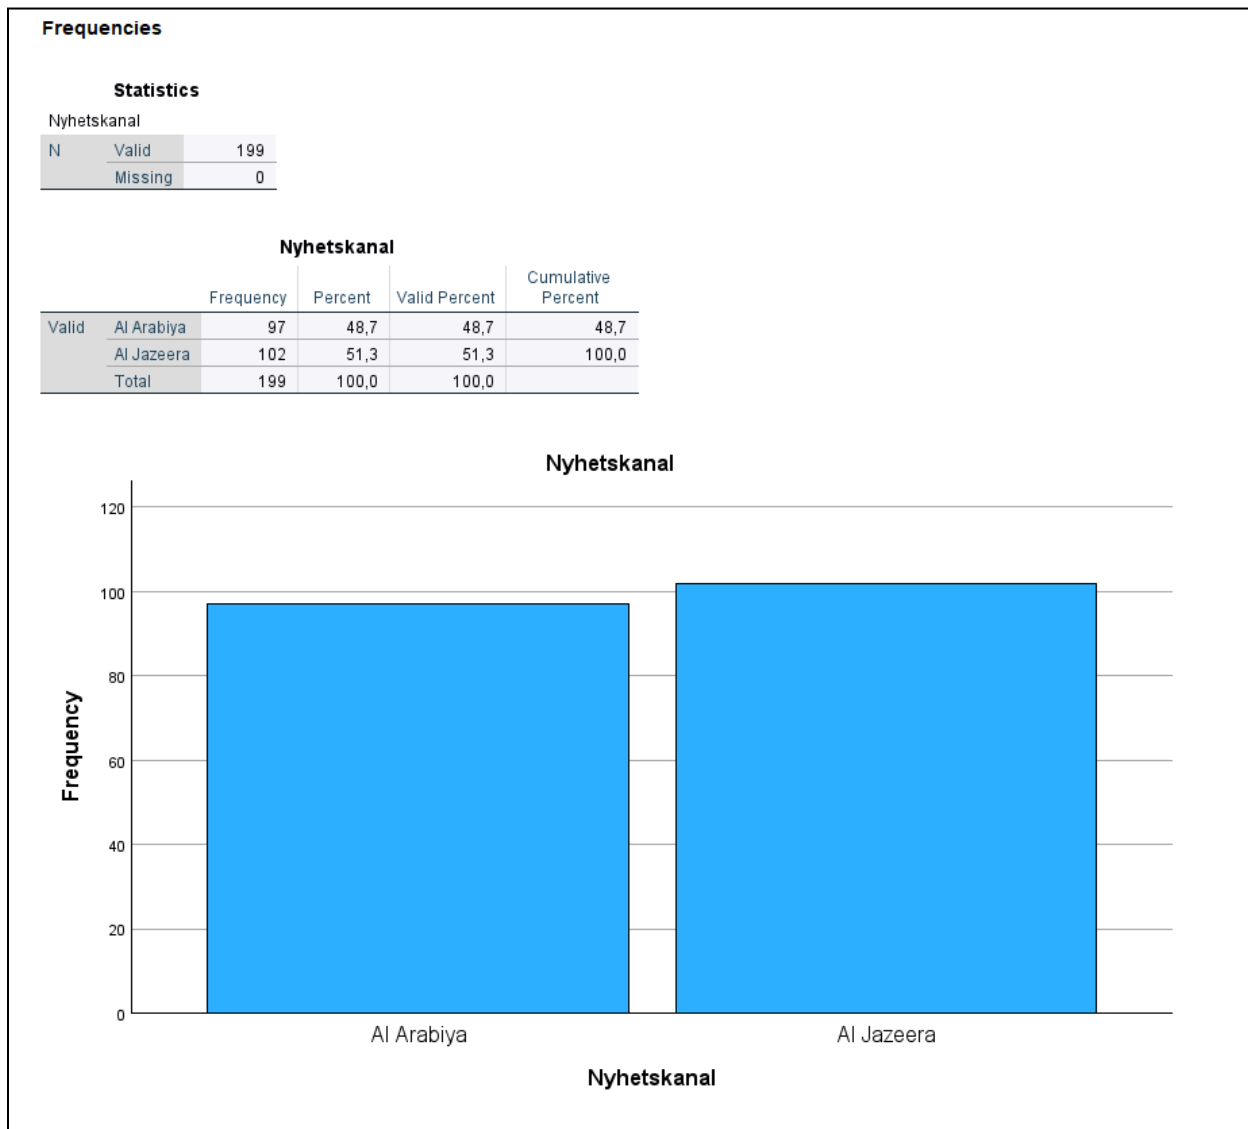 Frequencies
Statistics
Nyhetskanal
N Valid 199
Missing 0
Nyhetskanal
Frequency Percent Valid Percent Cumulative Percent
Valid Al Arabiya 97 48,7 48,7 48,7
Al Jazeera 102 51,3 51,3 100,0
Total 199 100,0 100,0
Nyhetskanal
120
100
80
60
40
20
0
Frequency
Al Arabiya Al Jazeera
Nyhetskanal